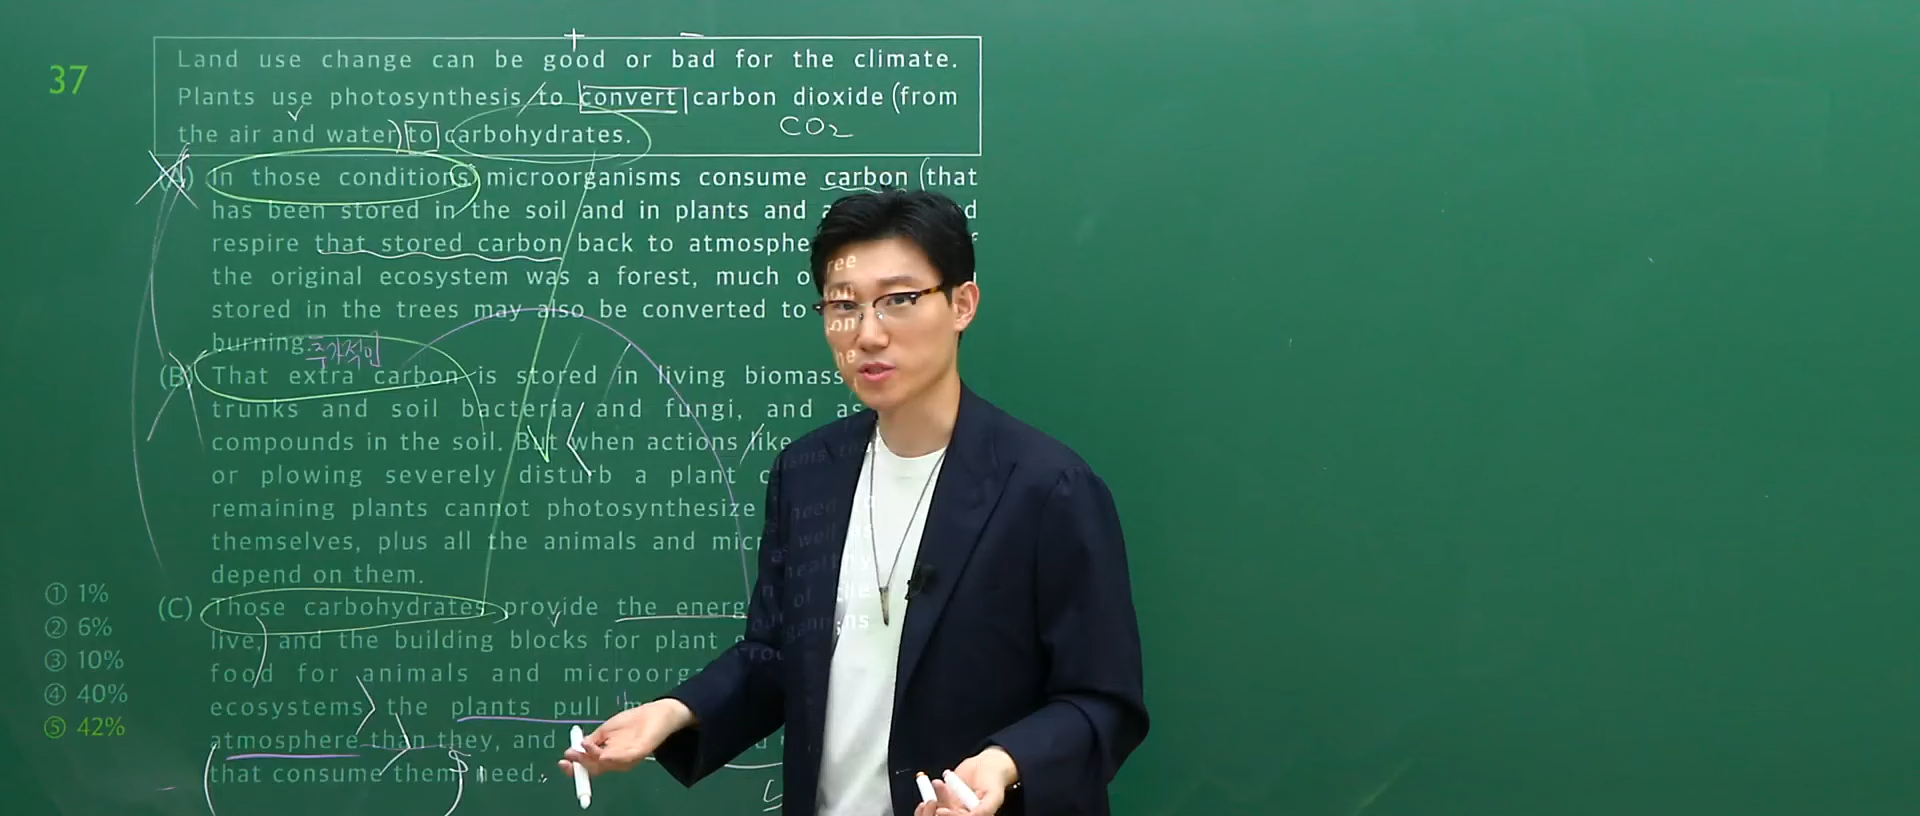 37
Land use change can be good or bad for the climate.
Plants use photosynthesis to convert carbon dioxide (from
the air and water) to carbohydrates.
CO2
(A) In those conditions, microorganisms consume carbon (that
has been stored in the soil and in plants and
respire that stored carbon back to
the original ecosystem was a forest, much
stored in the trees may also be converted to
burning.
추가적인
(B) That extra carbon is stored in living biomass
trunks and soil bacteria and fungi, and as
compounds in the soil. But when actions like
or plowing severely disturb a plant
remaining plants cannot photosynthesize
themselves, plus all the animals and
depend on them.
(C) Those carbohydrates provide the
live, and the building blocks for plant
food for animals and
ecosystems the plants pull
atmosphere than they, and
that consume them need.
① 1%
② 6%
③ 10%
④ 40%
⑤ 42%